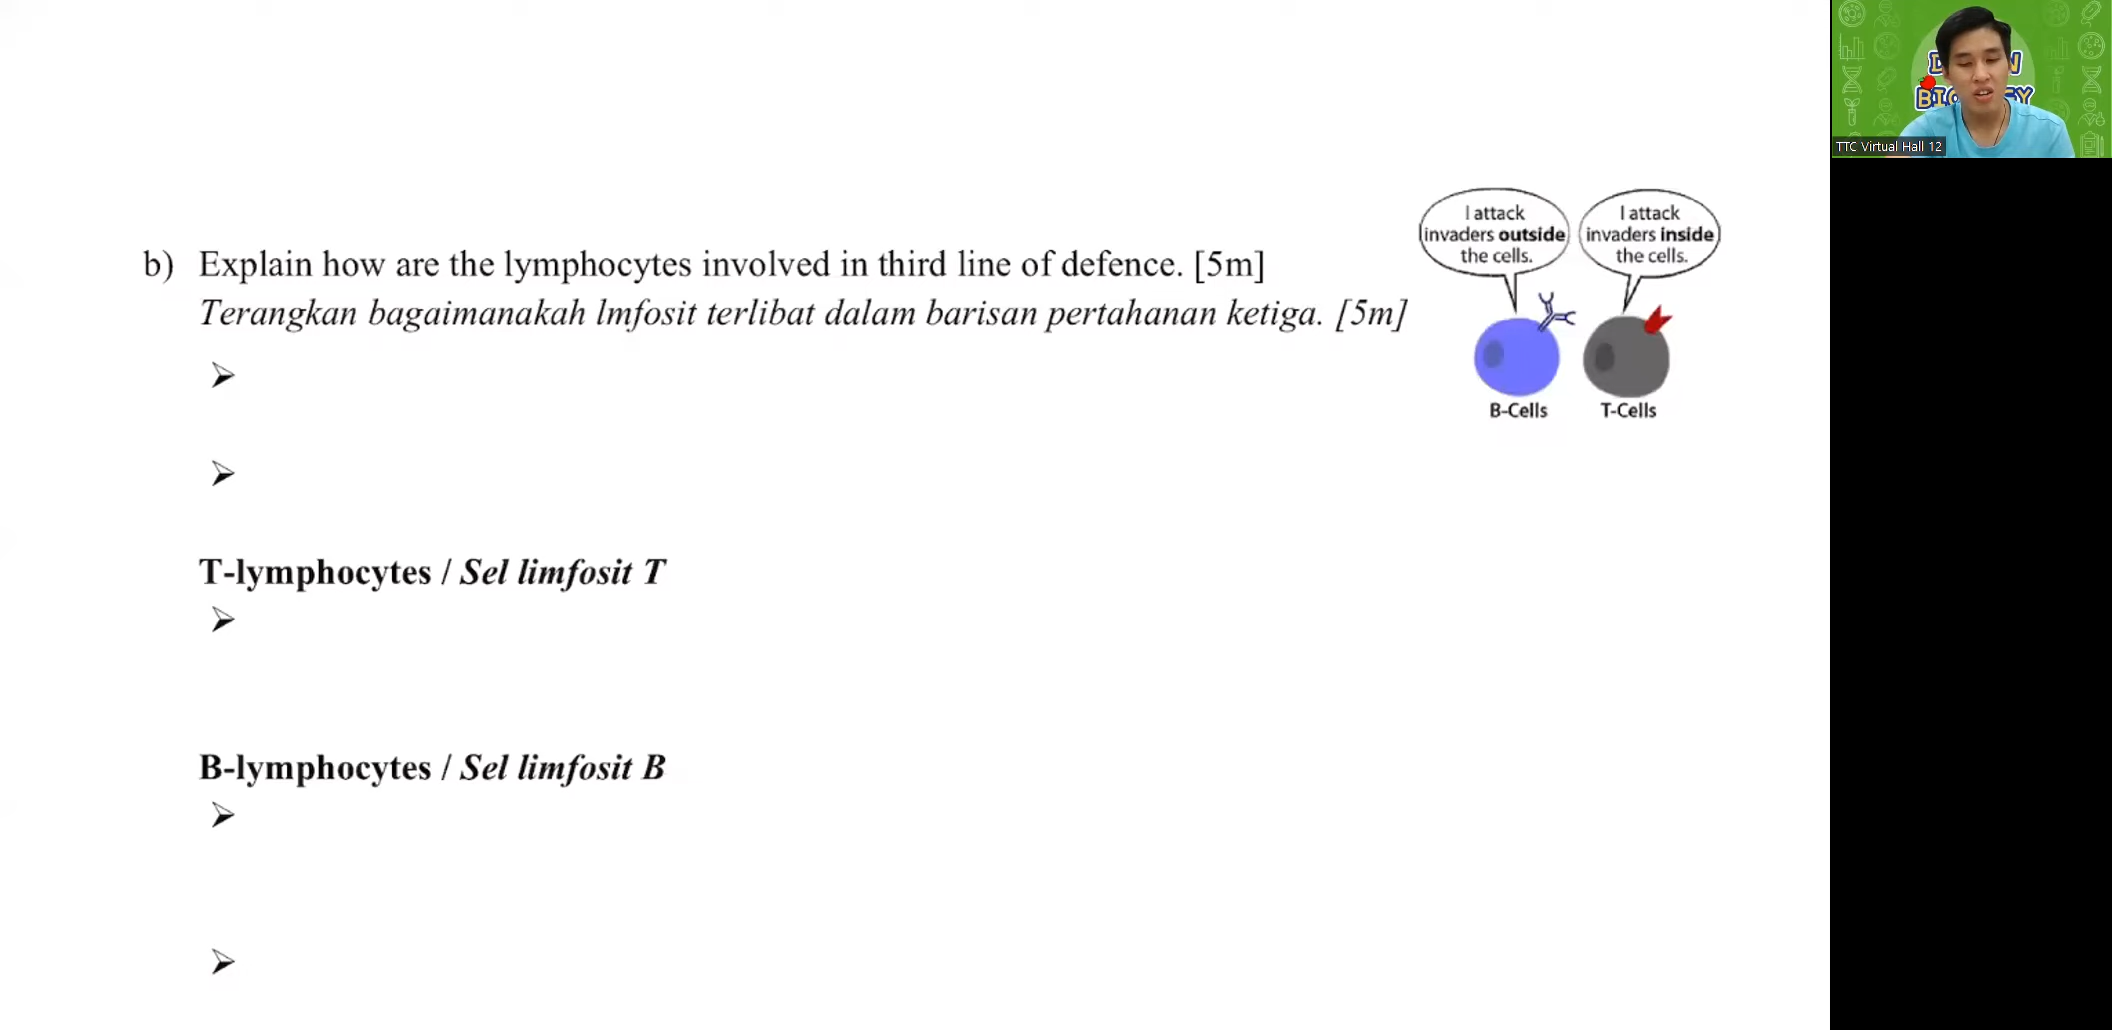 b) Explain how are the lymphocytes involved in third line of defence. [5m]
Terangkan bagaimanakah lmfosit terlibat dalam barisan pertahanan ketiga. [5m]
T-lymphocytes / Sel limfosit T
B-lymphocytes / Sel limfosit B
I attack
invaders outside
the cells.
I attack
invaders inside
the cells.
B-Cells
T-Cells
TTC Virtual Hall 12